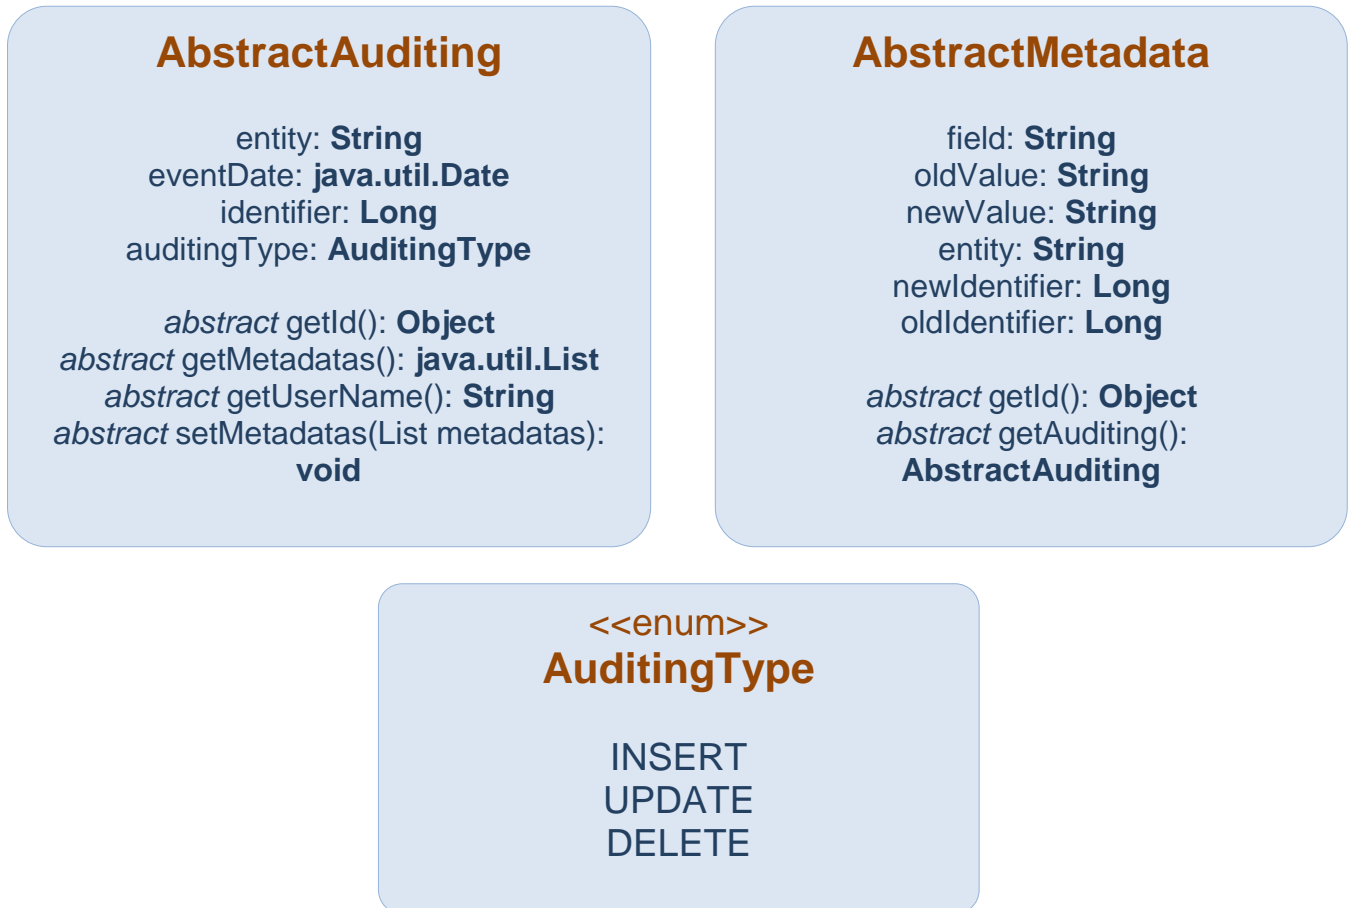 AbstractAuditing
entity: String
eventDate: java.util.Date
identifier: Long
auditingType: AuditingType
abstract getId(): Object
abstract getMetadatas(): java.util.List
abstract getUserName(): String
abstract setMetadatas(List metadatas):
void
AbstractMetadata
field: String
oldValue: String
newValue: String
entity: String
newIdentifier: Long
oldIdentifier: Long
abstract getId(): Object
abstract getAuditing():
AbstractAuditing
<<enum>>
AuditingType
INSERT
UPDATE
DELETE